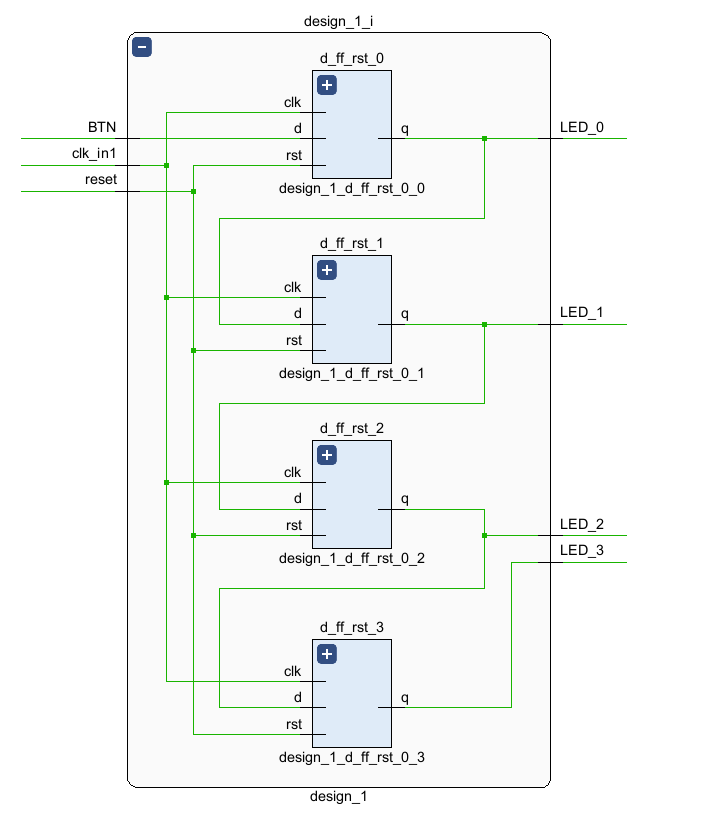 design_1_i
d_ff_rst_0
clk
BTN
d
q
LED_0
clk_in1
rst
reset
design_1_d_ff_rst_0_0
d_ff_rst_1
clk
d
q
LED_1
rst
design_1_d_ff_rst_0_1
d_ff_rst_2
clk
d
q
rst
LED_2
design_1_d_ff_rst_0_2
LED_3
d_ff_rst_3
clk
d
q
rst
design_1_d_ff_rst_0_3
design_1